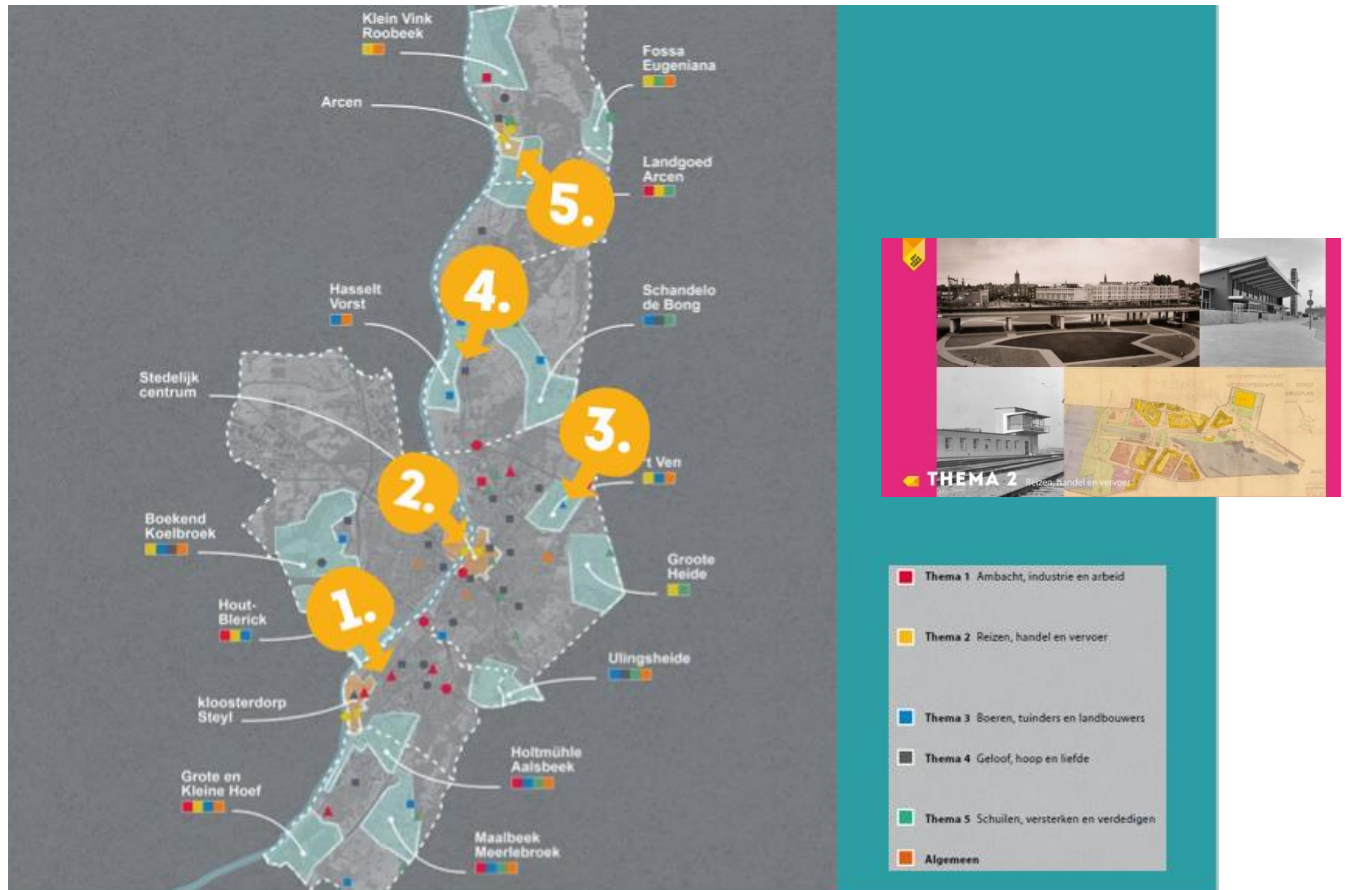 Klein Vink
Roobeek
Fossa
Eugeniana
Arcen
Landgoed
Arcen
5.
4.
Hasselt
Vorst
Schandelo
de Bong
Stedelijk
centrum
3.
't Ven
2.
Boekend
Koelbroek
Groote
Heide
1.
Hout-
Blerick
Ulingsheide
kloosterdorp
Steyl
Holtmühle
Aalsbeek
Grote en
Kleine Hoef
Maalbeek
Meerlebroek
THEMA 2 Reizen, handel en vervoer
Thema 1 Ambacht, industrie en arbeid
Thema 2 Reizen, handel en vervoer
Thema 3 Boeren, tuinders en landbouwers
Thema 4 Geloof, hoop en liefde
Thema 5 Schuilen, versterken en verdedigen
Algemeen